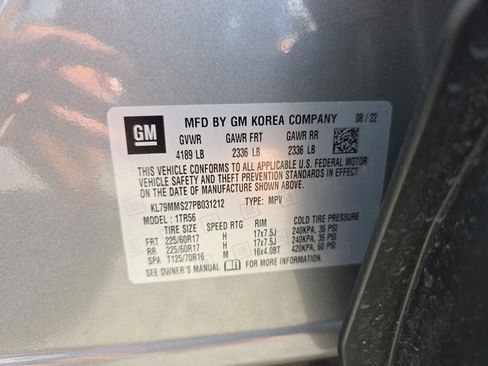 GM
MFD BY GM KOREA COMPANY 08 / 22
GVWR GAWR FRT GAWR RR
4189 LB 2336 LB 2336 LB
THIS VEHICLE CONFORMS TO ALL APPLICABLE U.S. FEDERAL MOTOR
VEHICLE SAFETY AND THEFT PREVENTION STANDARDS IN EFFECT
ON THE DATE OF MANUFACTURE SHOWN ABOVE.
KL79MMS27PB031212 TYPE: MPV
MODEL: 1TR56
TIRE SIZE SPEED RTG RIM COLD TIRE PRESSURE
FRT 225/60R17 H 17x7.5J 240KPA, 35 PSI
RR 225/60R17 H 17x7.5J 240KPA, 35 PSI
SPA T125/70R16 M 16x4.0BT 420KPA, 60 PSI
SEE OWNER'S MANUAL FOR MORE INFORMATION.